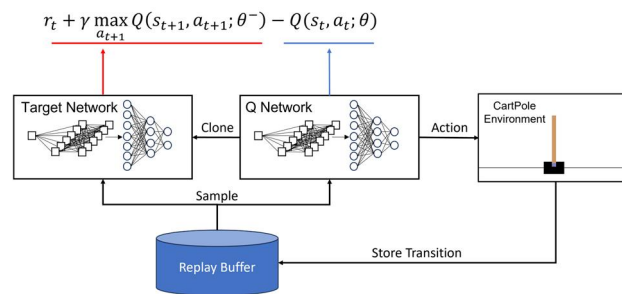 r_t + γ max_{a_{t+1}} Q(s_{t+1}, a_{t+1}; θ⁻) − Q(s_t, a_t; θ)
Target Network
Q Network
CartPole
Environment
Clone
Action
Sample
Store Transition
Replay Buffer